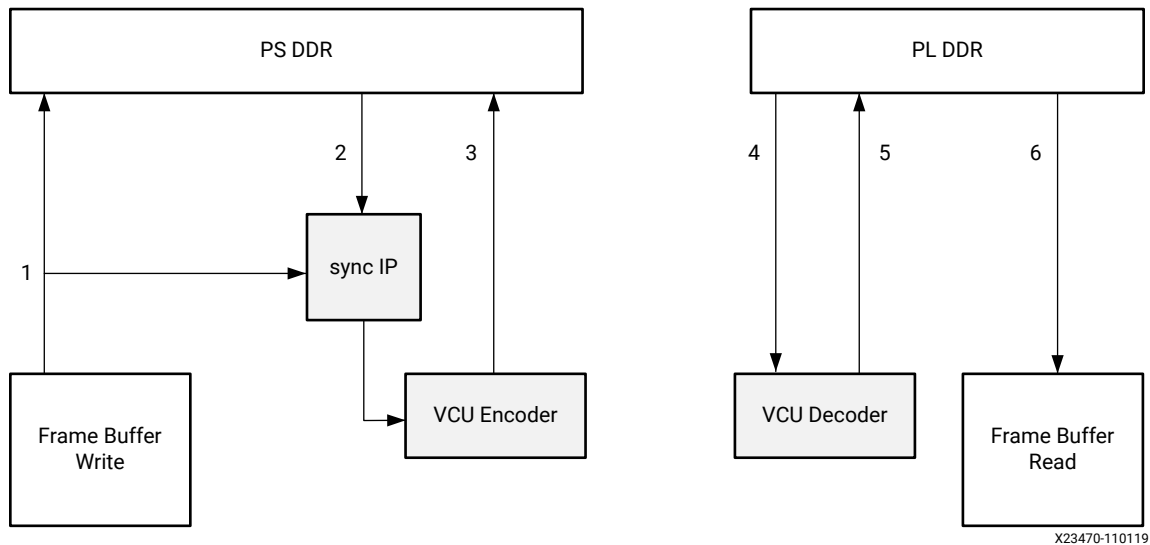 PS DDR
PL DDR
2
3
4
5
6
1
sync IP
VCU Encoder
VCU Decoder
Frame Buffer
Write
Frame Buffer
Read
X23470-110119